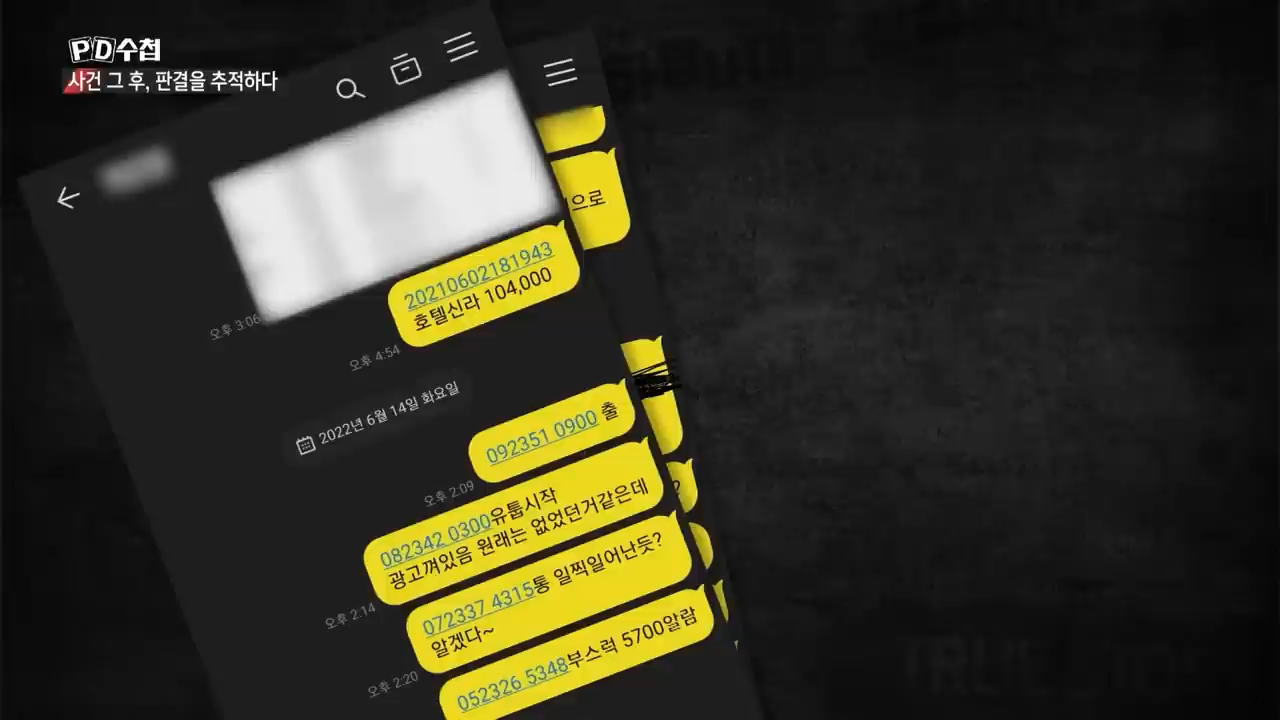 PD수첩
사건 그 후, 판결을 추적하다
으로
오후 3:06
20210602181943
호텔신라 104,000
오후 4:54
2022년 6월 14일 화요일
092351 0900 출
오후 2:09
082342 0300유튭시작
광고껴있음 원래는 없었던거같은데
오후 2:14
072337 4315통 일찍일어난듯?
알겠다~
오후 2:20
052326 5348부스럭 5700알람
?